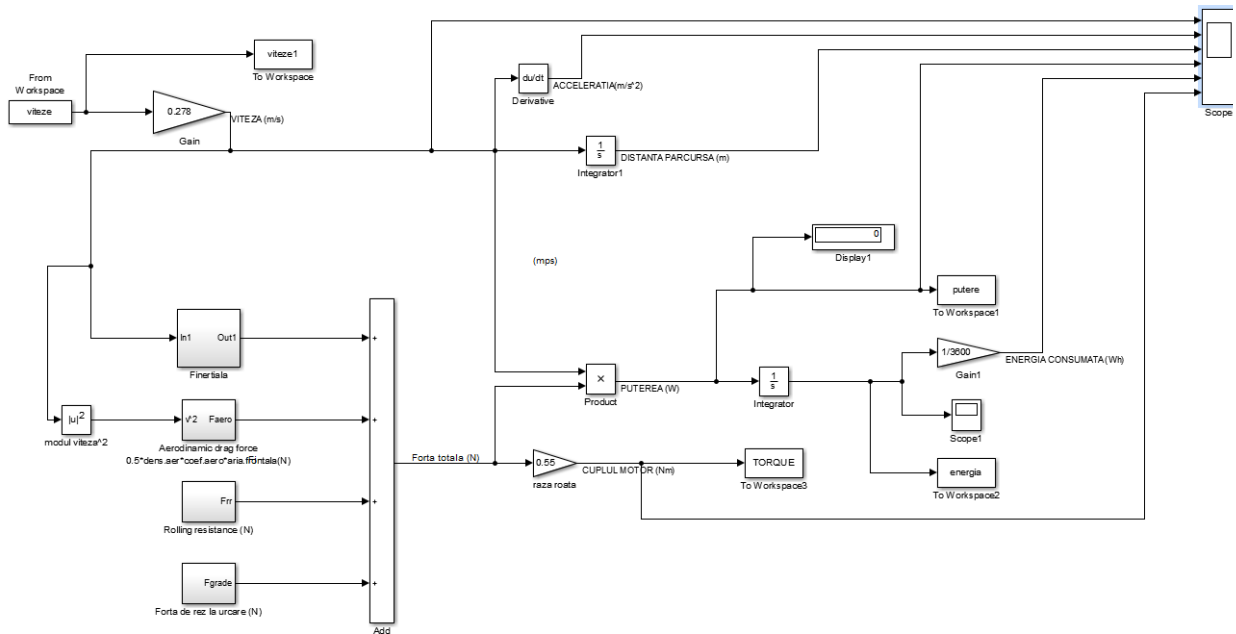 viteze1
To Workspace
From
Workspace
viteze
0.278
VITEZA (m/s)
Gain
du/dt
ACCELERATIA(m/s^2)
Derivative
Scope
1
s
DISTANTA PARCURSA (m)
Integrator1
0
Display1
(mps)
putere
To Workspace1
In1
Out1
Finertiala
+
1/3600
ENERGIA CONSUMATA (Wh)
Gain1
×
PUTEREA (W)
Product
1
s
Integrator
|u|²
modul viteza^2
v^2
Faero
+
Aerodinamic drag force
0.5*dens.aer*coef.aero*aria.frontala(N)
Scope1
Forta totala (N)
0.55
CUPLUL MOTOR (Nm)
raza roata
TORQUE
To Workspace3
energia
To Workspace2
Frr
+
Rolling resistance (N)
Fgrade
+
Forta de rez la urcare (N)
Add